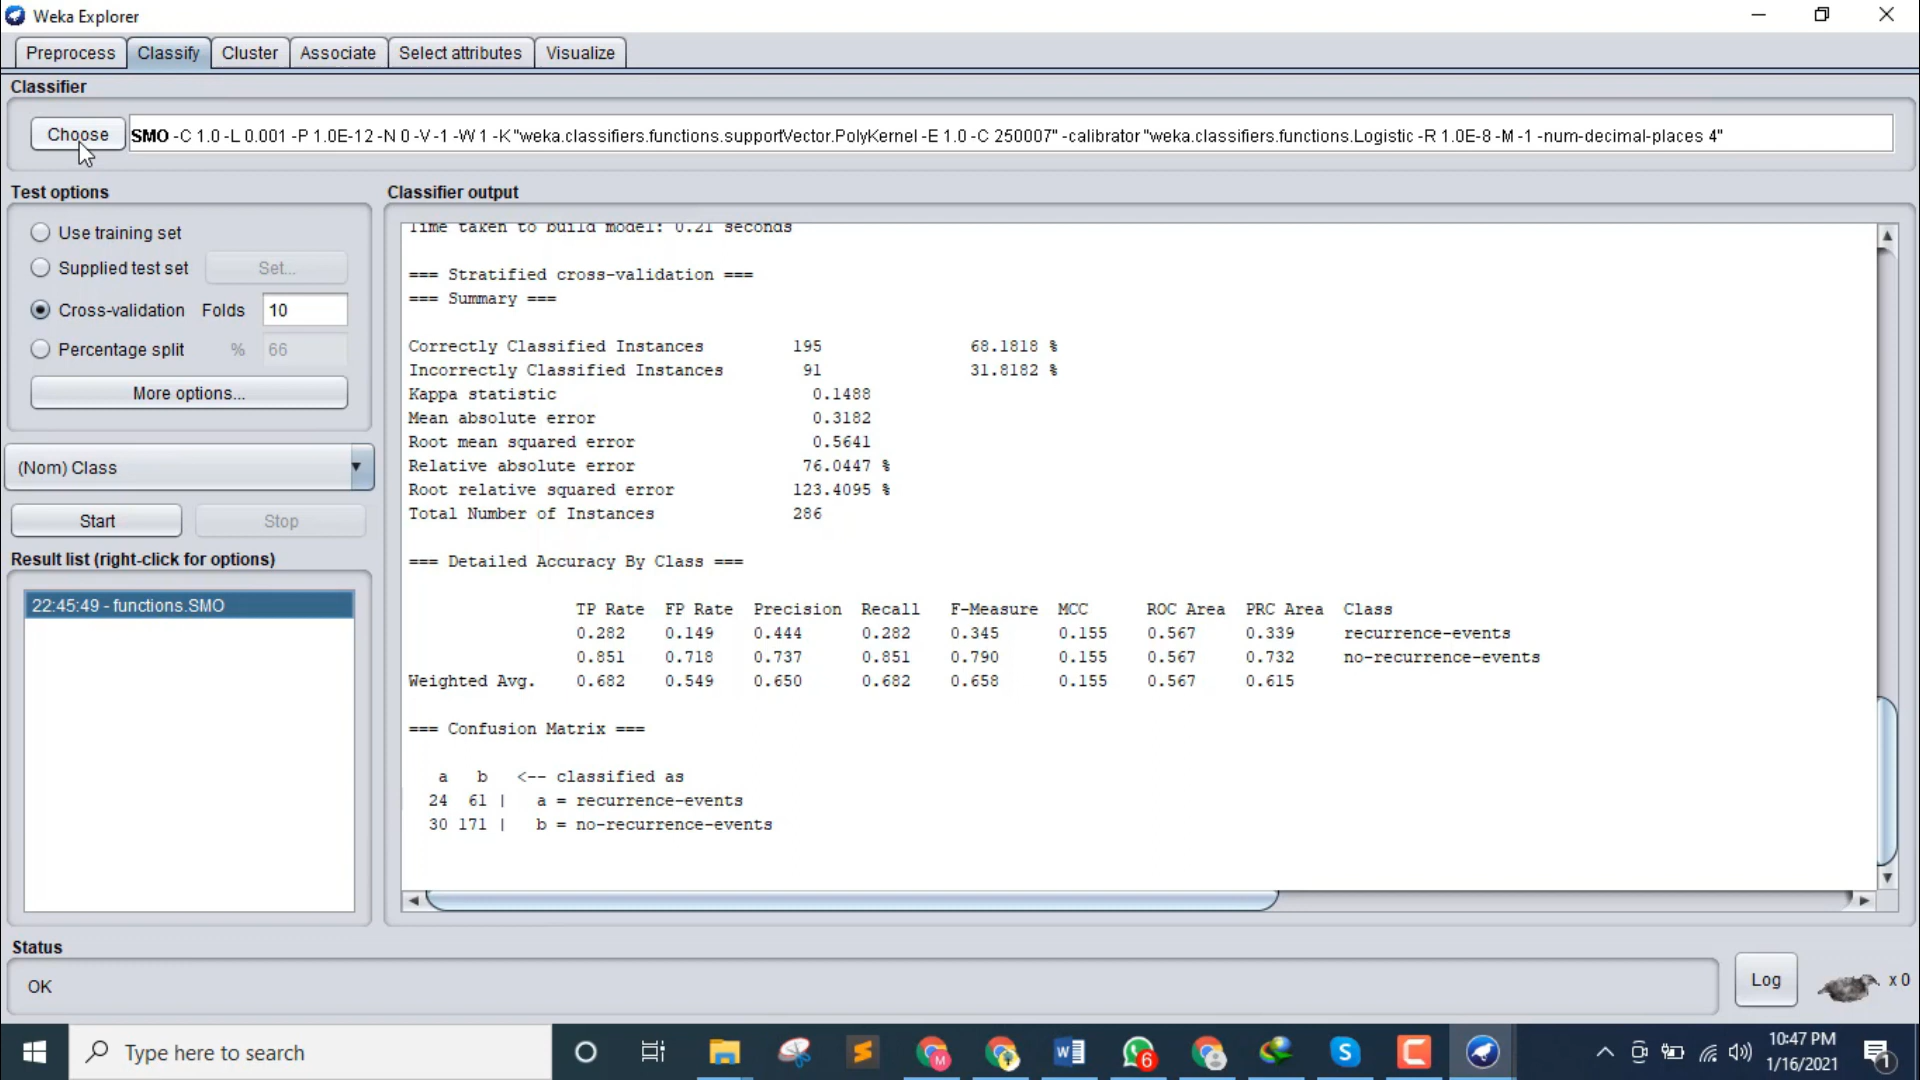 Weka Explorer
Preprocess Classify Cluster Associate Select attributes Visualize
Classifier
Choose SMO -C 1.0 -L 0.001 -P 1.0E-12 -N 0 -V -1 -W 1 -K "weka.classifiers.functions.supportVector.PolyKernel -E 1.0 -C 250007" -calibrator "weka.classifiers.functions.Logistic -R 1.0E-8 -M -1 -num-decimal-places 4"
Test options
Use training set
Supplied test set Set...
Cross-validation Folds 10
Percentage split % 66
More options...
(Nom) Class
Start Stop
Result list (right-click for options)
22:45:49 - functions.SMO
Classifier output
Time taken to build model: 0.21 seconds
=== Stratified cross-validation ===
=== Summary ===
Correctly Classified Instances 195 68.1818 %
Incorrectly Classified Instances 91 31.8182 %
Kappa statistic 0.1488
Mean absolute error 0.3182
Root mean squared error 0.5641
Relative absolute error 76.0447 %
Root relative squared error 123.4095 %
Total Number of Instances 286
=== Detailed Accuracy By Class ===
TP Rate FP Rate Precision Recall F-Measure MCC ROC Area PRC Area Class
0.282 0.149 0.444 0.282 0.345 0.155 0.567 0.339 recurrence-events
0.851 0.718 0.737 0.851 0.790 0.155 0.567 0.732 no-recurrence-events
Weighted Avg. 0.682 0.549 0.650 0.682 0.658 0.155 0.567 0.615
=== Confusion Matrix ===
a b <-- classified as
24 61 | a = recurrence-events
30 171 | b = no-recurrence-events
Status
OK
Log x 0
Type here to search
6
10:47 PM
1/16/2021
1